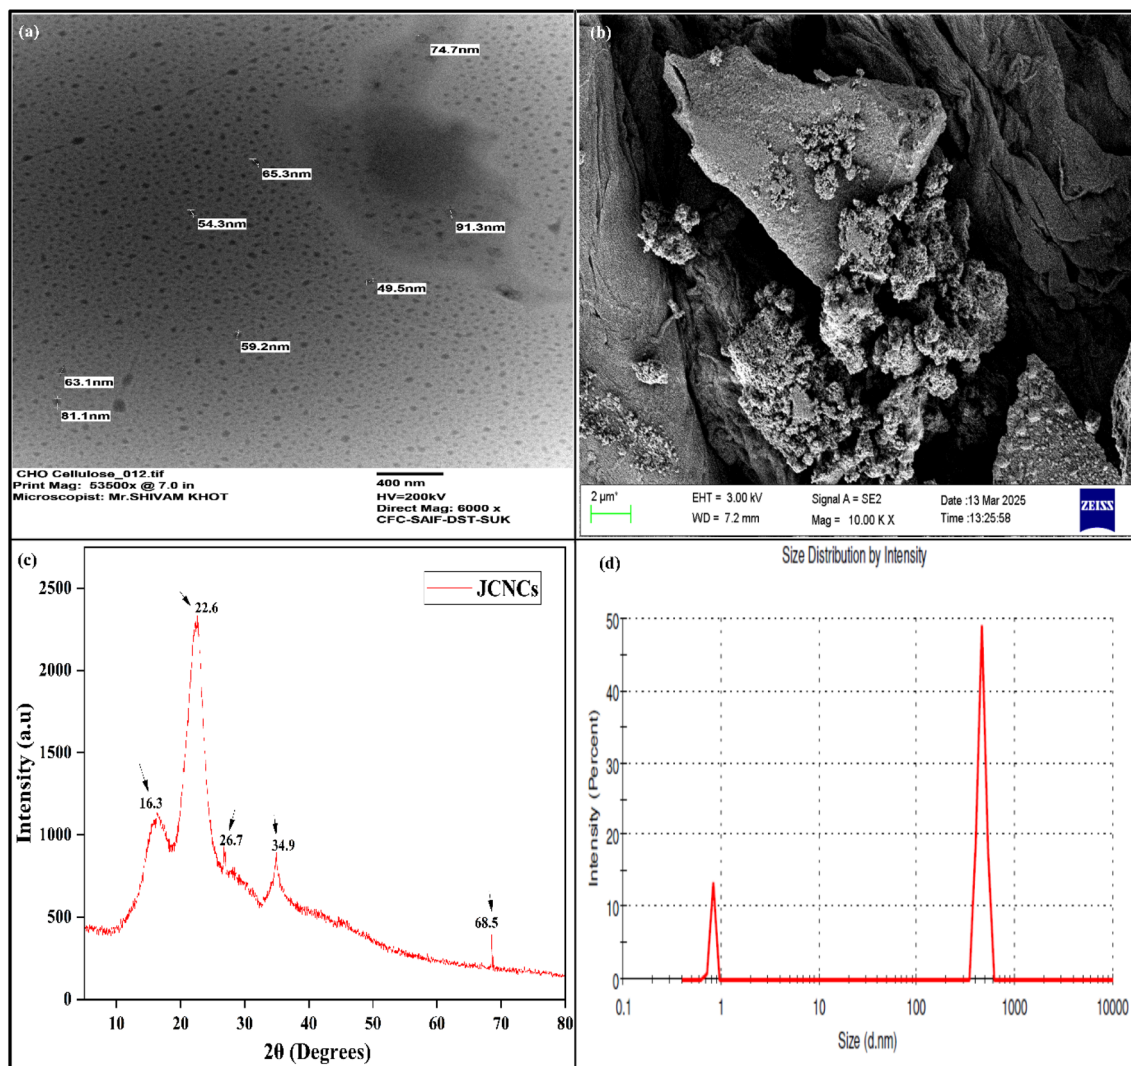 (a)
74.7nm
65.3nm
54.3nm
91.3nm
49.5nm
59.2nm
63.1nm
81.1nm
CHO Cellulose_012.tif
Print Mag: 53500x @ 7.0 in
Microscopist: Mr.SHIVAM KHOT
400 nm
HV=200kV
Direct Mag: 6000 x
CFC-SAIF-DST-SUK
(b)
2 µm*
EHT = 3.00 kV
WD = 7.2 mm
Signal A = SE2
Mag = 10.00 K X
Date :13 Mar 2025
Time :13:25:58
ZEISS
(c)
JCNCs
2500
2000
1500
1000
500
0
22.6
16.3
26.7
34.9
68.5
Intensity (a.u)
10 20 30 40 50 60 70 80
2θ (Degrees)
(d)
Size Distribution by Intensity
50
40
30
20
10
0
Intensity (Percent)
0.1 1 10 100 1000 10000
Size (d.nm)